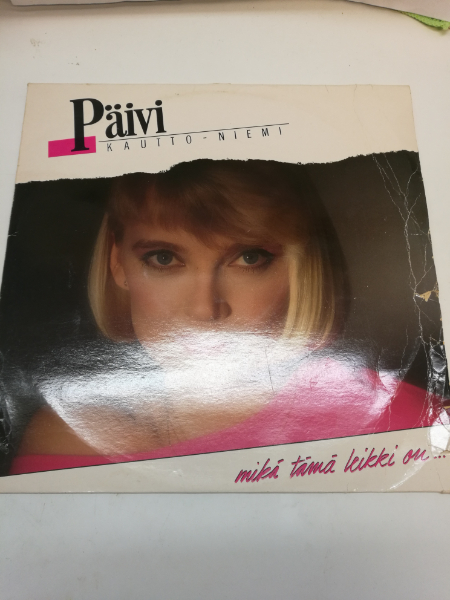 Päivi
KAUTTO-NIEMI
mikä tämä leikki on...